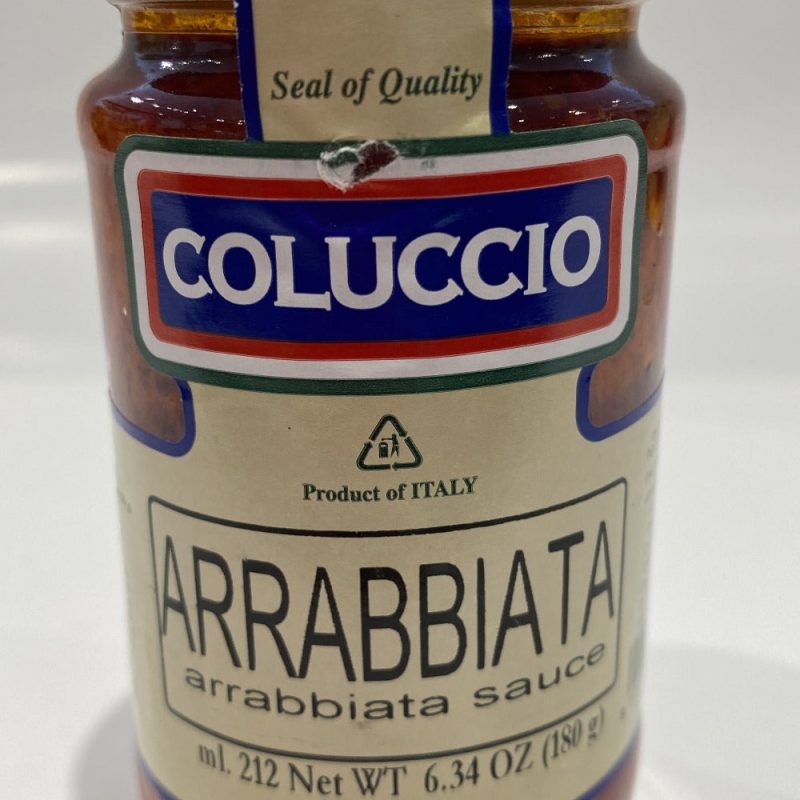 Seal of Quality
COLUCCIO
Product of ITALY
ARRABBIATA
arrabbiata sauce
ml. 212 Net WT 6.34 OZ (180 g)